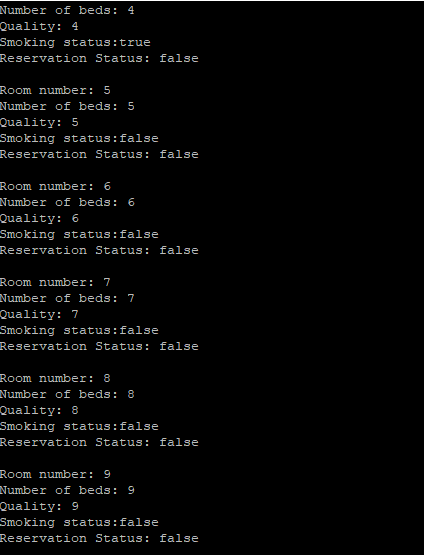 Number of beds: 4
Quality: 4
Smoking status:true
Reservation Status: false
Room number: 5
Number of beds: 5
Quality: 5
Smoking status:false
Reservation Status: false
Room number: 6
Number of beds: 6
Quality: 6
Smoking status:false
Reservation Status: false
Room number: 7
Number of beds: 7
Quality: 7
Smoking status:false
Reservation Status: false
Room number: 8
Number of beds: 8
Quality: 8
Smoking status:false
Reservation Status: false
Room number: 9
Number of beds: 9
Quality: 9
Smoking status:false
Reservation Status: false